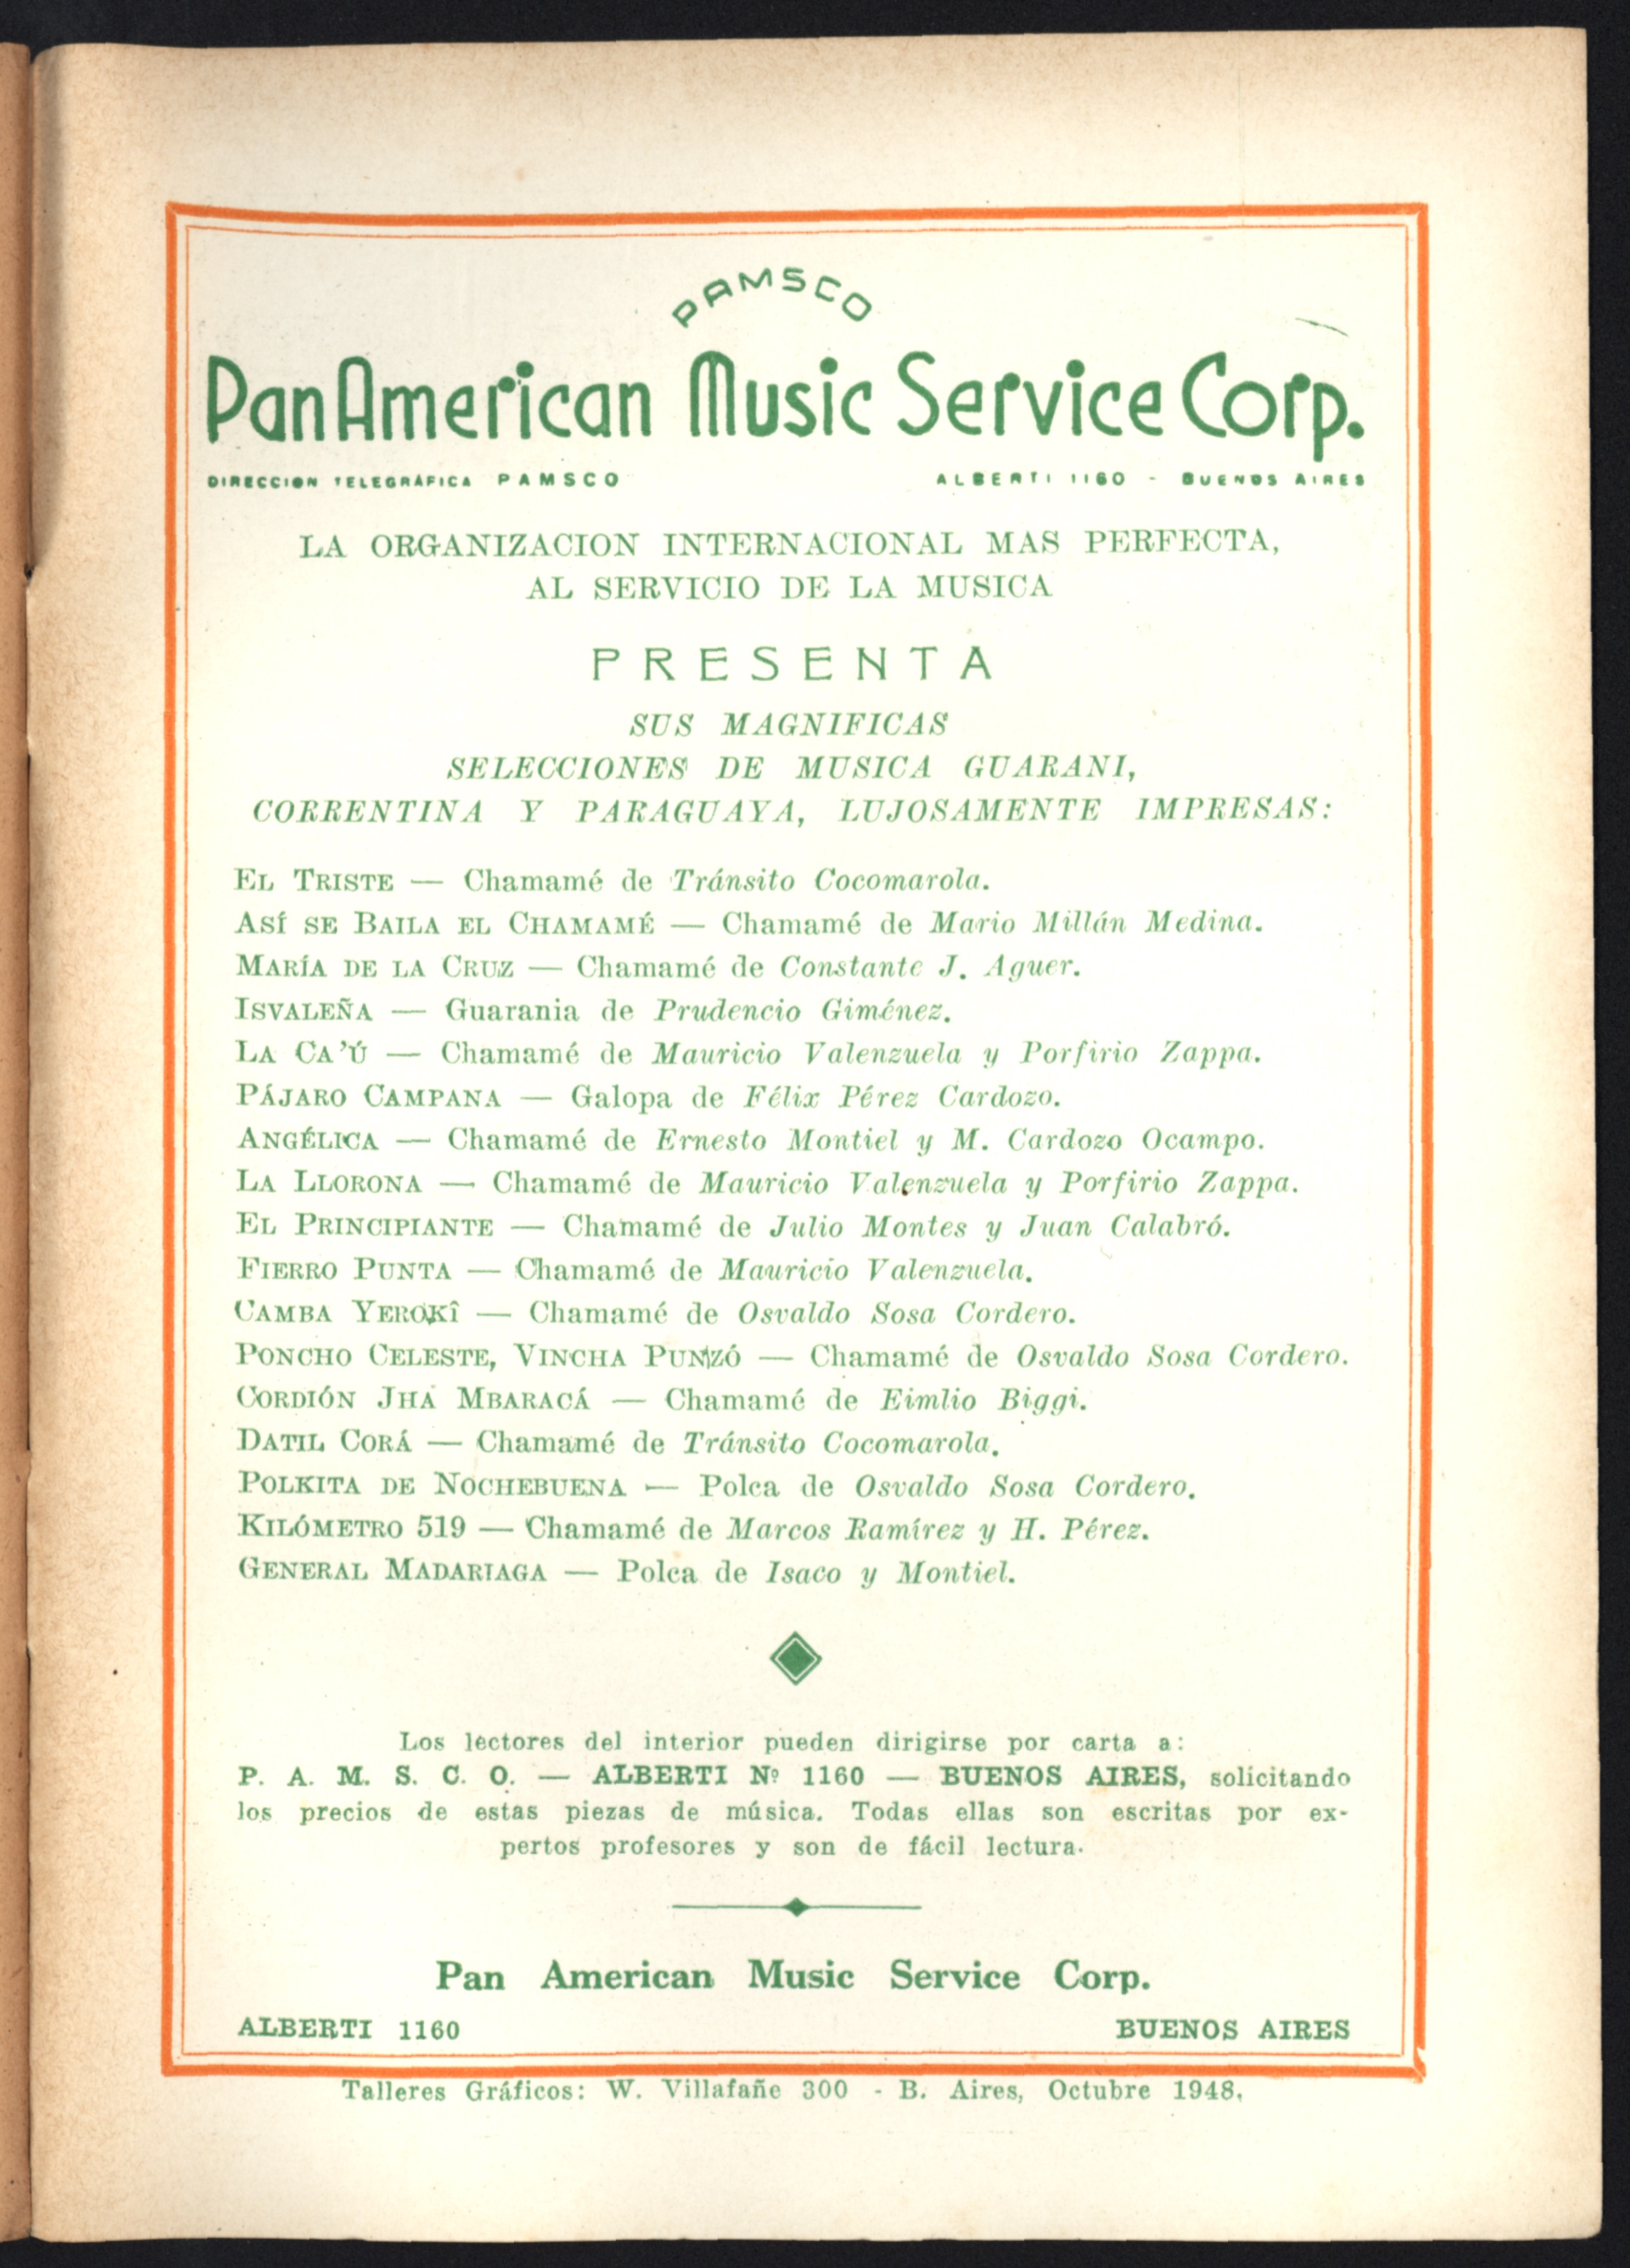 PAMSCO
PanAmerican Music Service Corp.
DIRECCION TELEGRÁFICA PAMSCO ALBERTI 1160 - BUENOS AIRES
LA ORGANIZACION INTERNACIONAL MAS PERFECTA,
AL SERVICIO DE LA MUSICA
PRESENTA
SUS MAGNIFICAS
SELECCIONES DE MUSICA GUARANI,
CORRENTINA Y PARAGUAYA, LUJOSAMENTE IMPRESAS:
EL TRISTE — Chamamé de Tránsito Cocomarola.
ASÍ SE BAILA EL CHAMAMÉ — Chamamé de Mario Millán Medina.
MARÍA DE LA CRUZ — Chamamé de Constante J. Aguer.
ISVALEÑA — Guarania de Prudencio Giménez.
LA CA'Ú — Chamamé de Mauricio Valenzuela y Porfirio Zappa.
PÁJARO CAMPANA — Galopa de Félix Pérez Cardozo.
ANGÉLICA — Chamamé de Ernesto Montiel y M. Cardozo Ocampo.
LA LLORONA — Chamamé de Mauricio Valenzuela y Porfirio Zappa.
EL PRINCIPIANTE — Chamamé de Julio Montes y Juan Calabró.
FIERRO PUNTA — Chamamé de Mauricio Valenzuela.
CAMBA YEROKÎ — Chamamé de Osvaldo Sosa Cordero.
PONCHO CELESTE, VINCHA PUNZÓ — Chamamé de Osvaldo Sosa Cordero.
CORDIÓN JHA MBARACÁ — Chamamé de Eimlio Biggi.
DATIL CORÁ — Chamamé de Tránsito Cocomarola.
POLKITA DE NOCHEBUENA — Polca de Osvaldo Sosa Cordero.
KILÓMETRO 519 — Chamamé de Marcos Ramírez y H. Pérez.
GENERAL MADARIAGA — Polca de Isaco y Montiel.
Los lectores del interior pueden dirigirse por carta a:
P. A. M. S. C. O. — ALBERTI Nº 1160 — BUENOS AIRES, solicitando
los precios de estas piezas de música. Todas ellas son escritas por ex-
pertos profesores y son de fácil lectura.
Pan American Music Service Corp.
ALBERTI 1160 BUENOS AIRES
Talleres Gráficos: W. Villafañe 300 - B. Aires, Octubre 1948.